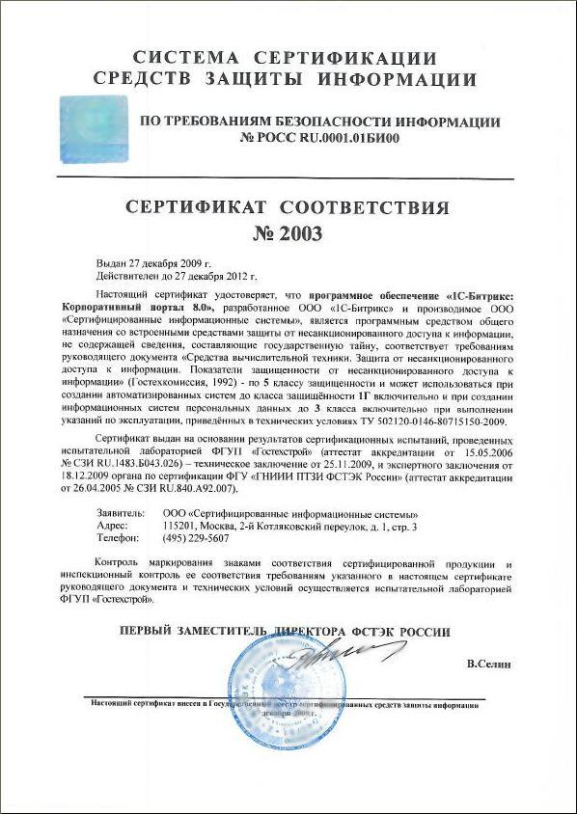 СИСТЕМА СЕРТИФИКАЦИИ
СРЕДСТВ ЗАЩИТЫ ИНФОРМАЦИИ
ПО ТРЕБОВАНИЯМ БЕЗОПАСНОСТИ ИНФОРМАЦИИ
№ РОСС RU.0001.01БИ00
СЕРТИФИКАТ СООТВЕТСТВИЯ
№ 2003
Выдан 27 декабря 2009 г.
Действителен до 27 декабря 2012 г.
Настоящий сертификат удостоверяет, что программное обеспечение «1С-Битрикс:
Корпоративный портал 8.0», разработанное ООО «1С-Битрикс» и производимое ООО
«Сертифицированные информационные системы», является программным средством общего
назначения со встроенными средствами защиты от несанкционированного доступа к информации,
не содержащей сведения, составляющие государственную тайну, соответствует требованиям
руководящего документа «Средства вычислительной техники. Защита от несанкционированного
доступа к информации. Показатели защищенности от несанкционированного доступа к
информации» (Гостехкомиссия, 1992) - по 5 классу защищенности и может использоваться при
создании автоматизированных систем до класса защищённости 1Г включительно и при создании
информационных систем персональных данных до 3 класса включительно при выполнении
указаний по эксплуатации, приведённых в технических условиях ТУ 502120-0146-80715150-2009.
Сертификат выдан на основании результатов сертификационных испытаний, проведенных
испытательной лабораторией ФГУП «Гостехстрой» (аттестат аккредитации от 15.05.2006
№ СЗИ RU.1483.Б043.026) – техническое заключение от 25.11.2009, и экспертного заключения от
18.12.2009 органа по сертификации ФГУ «ГНИИИ ПТЗИ ФСТЭК России» (аттестат аккредитации
от 26.04.2005 № СЗИ RU.840.А92.007).
Заявитель: ООО «Сертифицированные информационные системы»
Адрес: 115201, Москва, 2-й Котляковский переулок, д. 1, стр. 3
Телефон: (495) 229-5607
Контроль маркирования знаками соответствия сертифицированной продукции и
инспекционный контроль ее соответствия требованиям указанного в настоящем сертификате
руководящего документа и технических условий осуществляется испытательной лабораторией
ФГУП «Гостехстрой».
ПЕРВЫЙ ЗАМЕСТИТЕЛЬ ДИРЕКТОРА ФСТЭК РОССИИ
В.Селин
Настоящий сертификат внесен в Государственный реестр сертифицированных средств защиты информации
декабря 2009 г.